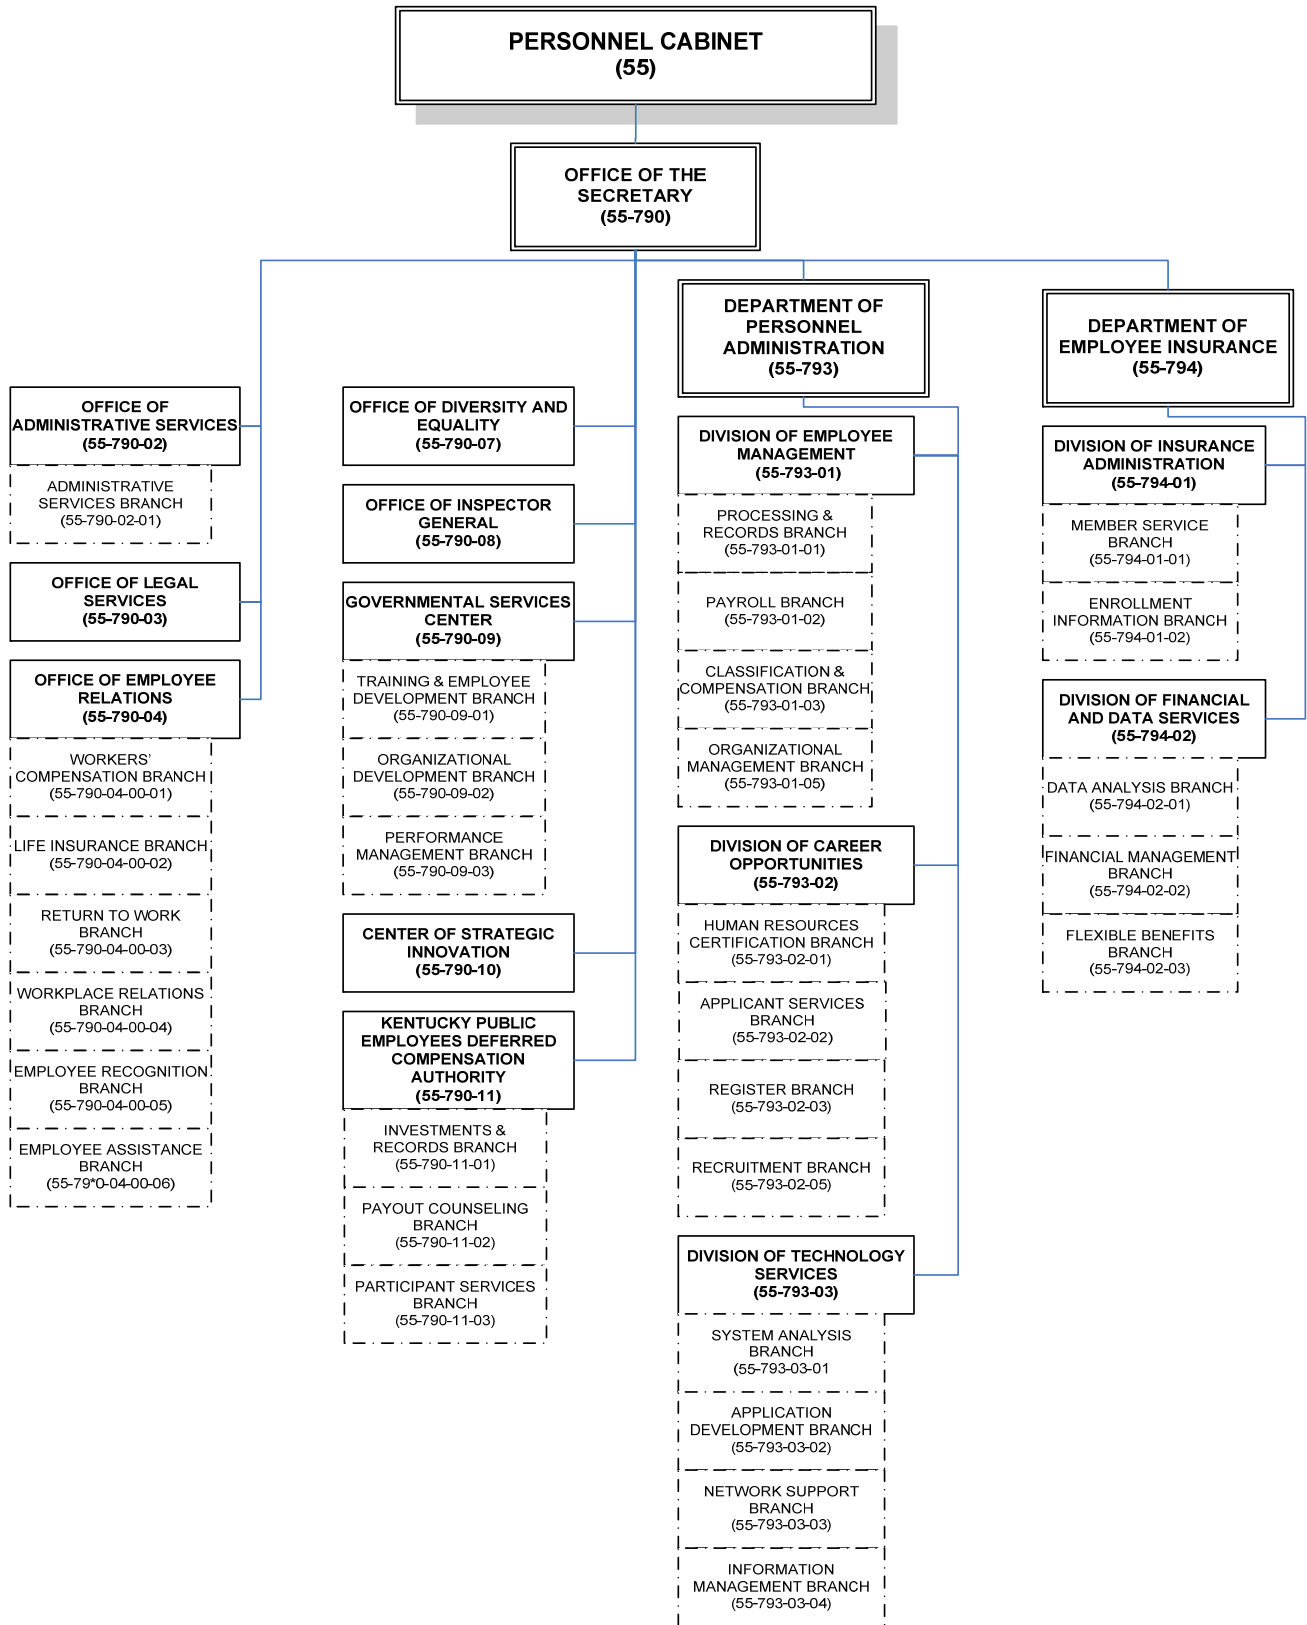 PERSONNEL CABINET
(55)
OFFICE OF THE
SECRETARY
(55-790)
OFFICE OF
ADMINISTRATIVE SERVICES
(55-790-02)
ADMINISTRATIVE
SERVICES BRANCH
(55-790-02-01)
OFFICE OF LEGAL
SERVICES
(55-790-03)
OFFICE OF EMPLOYEE
RELATIONS
(55-790-04)
WORKERS'
COMPENSATION BRANCH
(55-790-04-00-01)
LIFE INSURANCE BRANCH
(55-790-04-00-02)
RETURN TO WORK
BRANCH
(55-790-04-00-03)
WORKPLACE RELATIONS
BRANCH
(55-790-04-00-04)
EMPLOYEE RECOGNITION
BRANCH
(55-790-04-00-05)
EMPLOYEE ASSISTANCE
BRANCH
(55-79*0-04-00-06)
OFFICE OF DIVERSITY AND
EQUALITY
(55-790-07)
OFFICE OF INSPECTOR
GENERAL
(55-790-08)
GOVERNMENTAL SERVICES
CENTER
(55-790-09)
TRAINING & EMPLOYEE
DEVELOPMENT BRANCH
(55-790-09-01)
ORGANIZATIONAL
DEVELOPMENT BRANCH
(55-790-09-02)
PERFORMANCE
MANAGEMENT BRANCH
(55-790-09-03)
CENTER OF STRATEGIC
INNOVATION
(55-790-10)
KENTUCKY PUBLIC
EMPLOYEES DEFERRED
COMPENSATION
AUTHORITY
(55-790-11)
INVESTMENTS &
RECORDS BRANCH
(55-790-11-01)
PAYOUT COUNSELING
BRANCH
(55-790-11-02)
PARTICIPANT SERVICES
BRANCH
(55-790-11-03)
DEPARTMENT OF
PERSONNEL
ADMINISTRATION
(55-793)
DIVISION OF EMPLOYEE
MANAGEMENT
(55-793-01)
PROCESSING &
RECORDS BRANCH
(55-793-01-01)
PAYROLL BRANCH
(55-793-01-02)
CLASSIFICATION &
COMPENSATION BRANCH
(55-793-01-03)
ORGANIZATIONAL
MANAGEMENT BRANCH
(55-793-01-05)
DIVISION OF CAREER
OPPORTUNITIES
(55-793-02)
HUMAN RESOURCES
CERTIFICATION BRANCH
(55-793-02-01)
APPLICANT SERVICES
BRANCH
(55-793-02-02)
REGISTER BRANCH
(55-793-02-03)
RECRUITMENT BRANCH
(55-793-02-05)
DIVISION OF TECHNOLOGY
SERVICES
(55-793-03)
SYSTEM ANALYSIS
BRANCH
(55-793-03-01
APPLICATION
DEVELOPMENT BRANCH
(55-793-03-02)
NETWORK SUPPORT
BRANCH
(55-793-03-03)
INFORMATION
MANAGEMENT BRANCH
(55-793-03-04)
DEPARTMENT OF
EMPLOYEE INSURANCE
(55-794)
DIVISION OF INSURANCE
ADMINISTRATION
(55-794-01)
MEMBER SERVICE
BRANCH
(55-794-01-01)
ENROLLMENT
INFORMATION BRANCH
(55-794-01-02)
DIVISION OF FINANCIAL
AND DATA SERVICES
(55-794-02)
DATA ANALYSIS BRANCH
(55-794-02-01)
FINANCIAL MANAGEMENT
BRANCH
(55-794-02-02)
FLEXIBLE BENEFITS
BRANCH
(55-794-02-03)